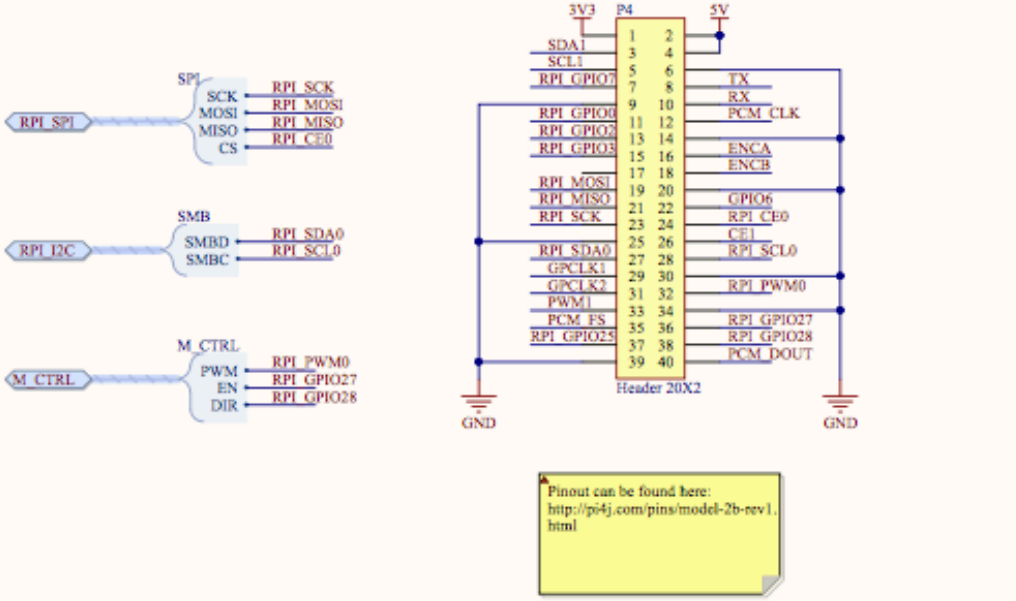 3V3 P4 5V
1 2
SDA1 3 4
SCL1 5 6
RPI_GPIO7 7 8 TX
9 10 RX
RPI_GPIO0 11 12 PCM_CLK
RPI_GPIO2 13 14
RPI_GPIO3 15 16 ENCA
17 18 ENCB
RPI_MOSI 19 20
RPI_MISO 21 22 GPIO6
RPI_SCK 23 24 RPI_CE0
25 26 CE1
RPI_SDA0 27 28 RPI_SCL0
GPCLK1 29 30
GPCLK2 31 32 RPI_PWM0
PWM1 33 34
PCM_FS 35 36 RPI_GPIO27
RPI_GPIO25 37 38 RPI_GPIO28
39 40 PCM_DOUT
Header 20X2
GND GND
SPI
RPI_SPI
SCK RPI_SCK
MOSI RPI_MOSI
MISO RPI_MISO
CS RPI_CE0
SMB
RPI_I2C
SMBD RPI_SDA0
SMBC RPI_SCL0
M_CTRL
M_CTRL
PWM RPI_PWM0
EN RPI_GPIO27
DIR RPI_GPIO28
Pinout can be found here:
http://pi4j.com/pins/model-2b-rev1.
html